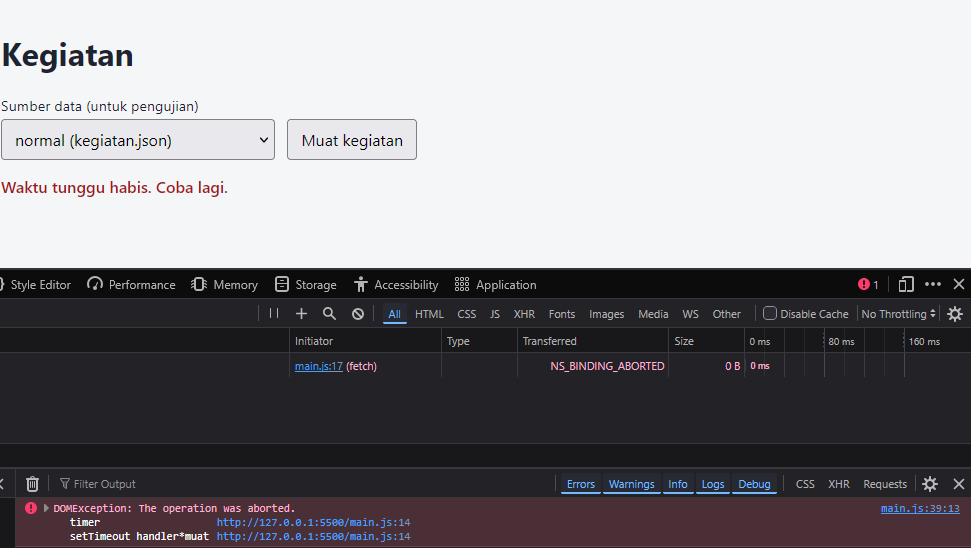 Kegiatan
Sumber data (untuk pengujian)
normal (kegiatan.json) Muat kegiatan
Waktu tunggu habis. Coba lagi.
Style Editor Performance Memory Storage Accessibility Application 1
All HTML CSS JS XHR Fonts Images Media WS Other Disable Cache No Throttling
Initiator Type Transferred Size 0 ms 80 ms 160 ms
main.js:17 (fetch) NS_BINDING_ABORTED 0 B 0 ms
Filter Output Errors Warnings Info Logs Debug CSS XHR Requests
DOMException: The operation was aborted. main.js:39:13
timer http://127.0.0.1:5500/main.js:14
setTimeout handler*muat http://127.0.0.1:5500/main.js:14